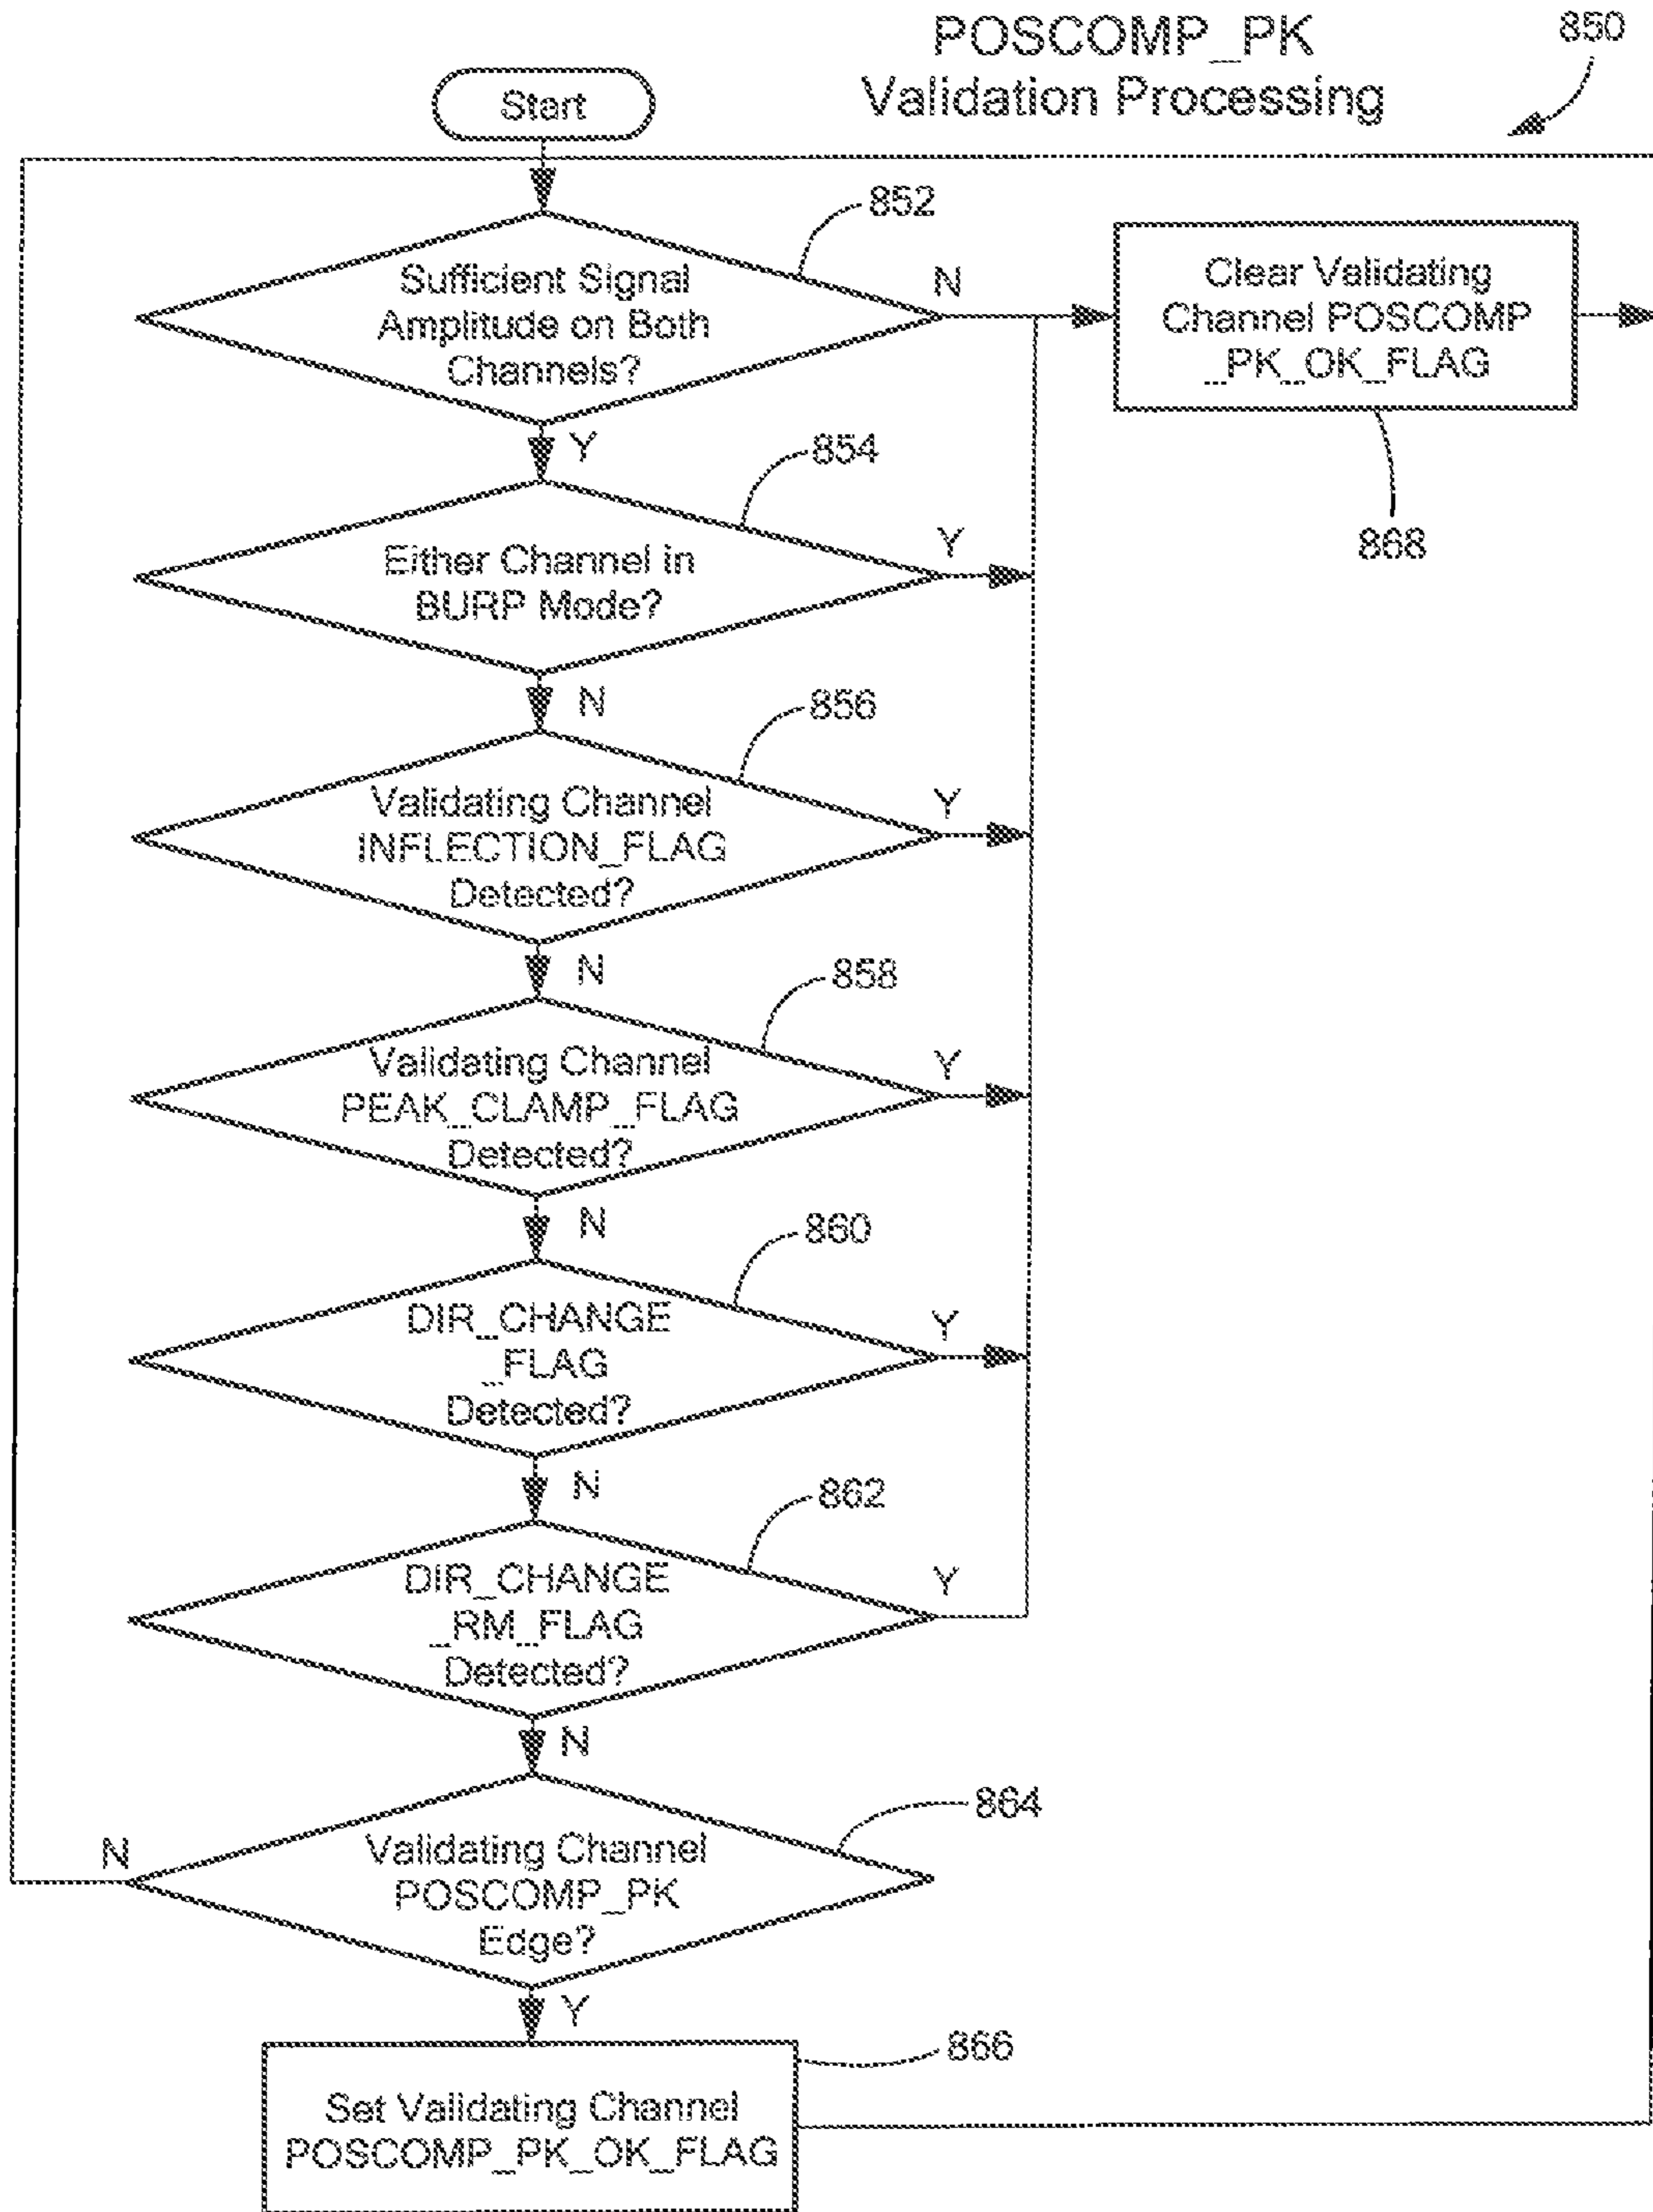 POSCOMP_PK
Validation Processing
850
Start
852
Sufficient Signal
Amplitude on Both
Channels?
N
Y
Clear Validating
Channel POSCOMP
_PK_OK_FLAG
868
854
Either Channel in
BURP Mode?
Y
N
856
Validating Channel
INFLECTION_FLAG
Detected?
Y
N
858
Validating Channel
PEAK_CLAMP_FLAG
Detected?
Y
N
860
DIR_CHANGE
_FLAG
Detected?
Y
N
862
DIR_CHANGE
_RM_FLAG
Detected?
Y
N
864
Validating Channel
POSCOMP_PK
Edge?
N
Y
866
Set Validating Channel
POSCOMP_PK_OK_FLAG